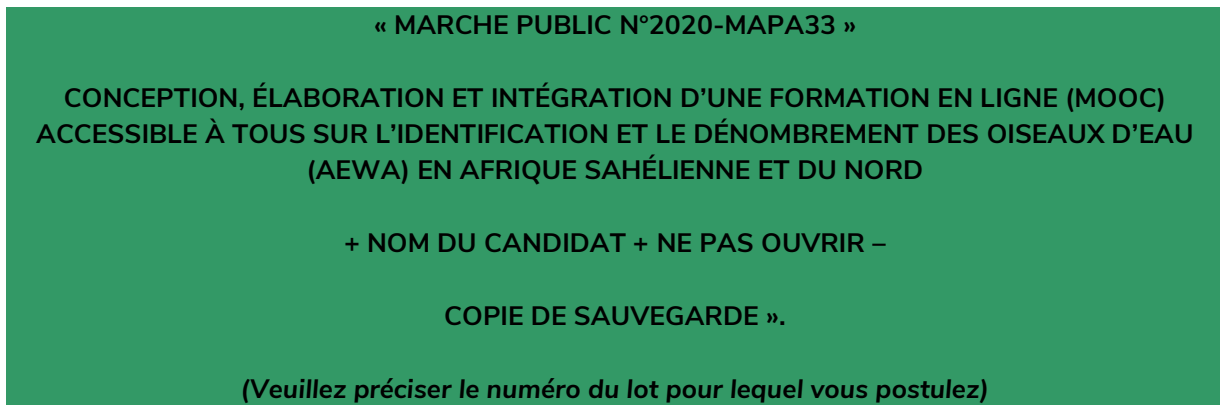 « MARCHE PUBLIC N°2020-MAPA33 »
CONCEPTION, ÉLABORATION ET INTÉGRATION D’UNE FORMATION EN LIGNE (MOOC)
ACCESSIBLE À TOUS SUR L’IDENTIFICATION ET LE DÉNOMBREMENT DES OISEAUX D’EAU
(AEWA) EN AFRIQUE SAHÉLIENNE ET DU NORD
+ NOM DU CANDIDAT + NE PAS OUVRIR –
COPIE DE SAUVEGARDE ».
(Veuillez préciser le numéro du lot pour lequel vous postulez)